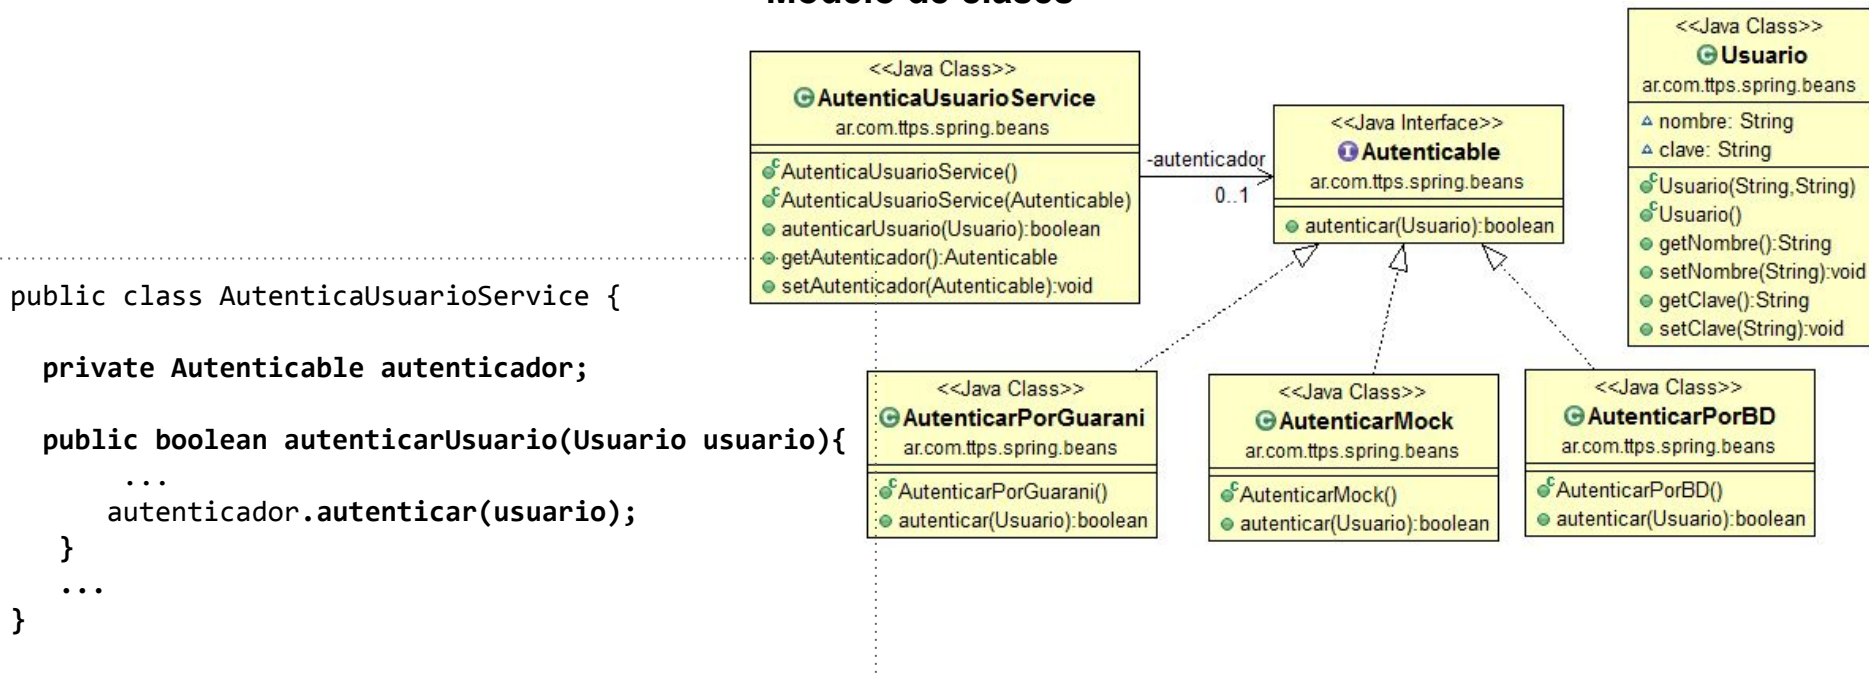 Modelo de clases
<<Java Class>>
AutenticaUsuarioService
ar.com.ttps.spring.beans
AutenticaUsuarioService()
AutenticaUsuarioService(Autenticable)
autenticarUsuario(Usuario):boolean
getAutenticador():Autenticable
setAutenticador(Autenticable):void
-autenticador
0..1
<<Java Interface>>
Autenticable
ar.com.ttps.spring.beans
autenticar(Usuario):boolean
<<Java Class>>
Usuario
ar.com.ttps.spring.beans
nombre: String
clave: String
Usuario(String,String)
Usuario()
getNombre():String
setNombre(String):void
getClave():String
setClave(String):void
public class AutenticaUsuarioService {
private Autenticable autenticador;
public boolean autenticarUsuario(Usuario usuario){
...
autenticador.autenticar(usuario);
}
...
}
<<Java Class>>
AutenticarPorGuarani
ar.com.ttps.spring.beans
AutenticarPorGuarani()
autenticar(Usuario):boolean
<<Java Class>>
AutenticarMock
ar.com.ttps.spring.beans
AutenticarMock()
autenticar(Usuario):boolean
<<Java Class>>
AutenticarPorBD
ar.com.ttps.spring.beans
AutenticarPorBD()
autenticar(Usuario):boolean